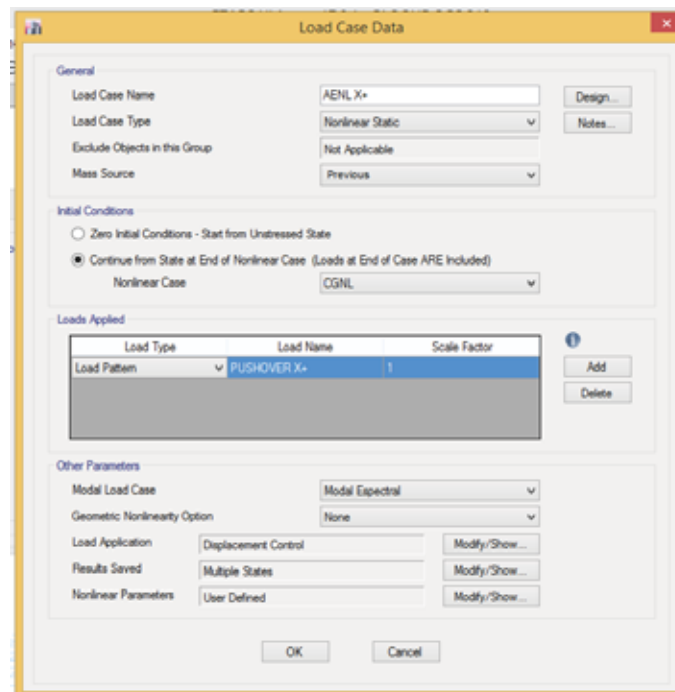 Load Case Data
General
Load Case Name AENL X+ Design...
Load Case Type Nonlinear Static Notes...
Exclude Objects in this Group Not Applicable
Mass Source Previous
Initial Conditions
Zero Initial Conditions - Start from Unstressed State
Continue from State at End of Nonlinear Case (Loads at End of Case ARE Included)
Nonlinear Case CGNL
Loads Applied
Load Type Load Name Scale Factor
Load Pattern PUSHOVER X+ 1 Add
Delete
Other Parameters
Modal Load Case Modal Espectral
Geometric Nonlinearity Option None
Load Application Displacement Control Modify/Show...
Results Saved Multiple States Modify/Show...
Nonlinear Parameters User Defined Modify/Show...
OK Cancel